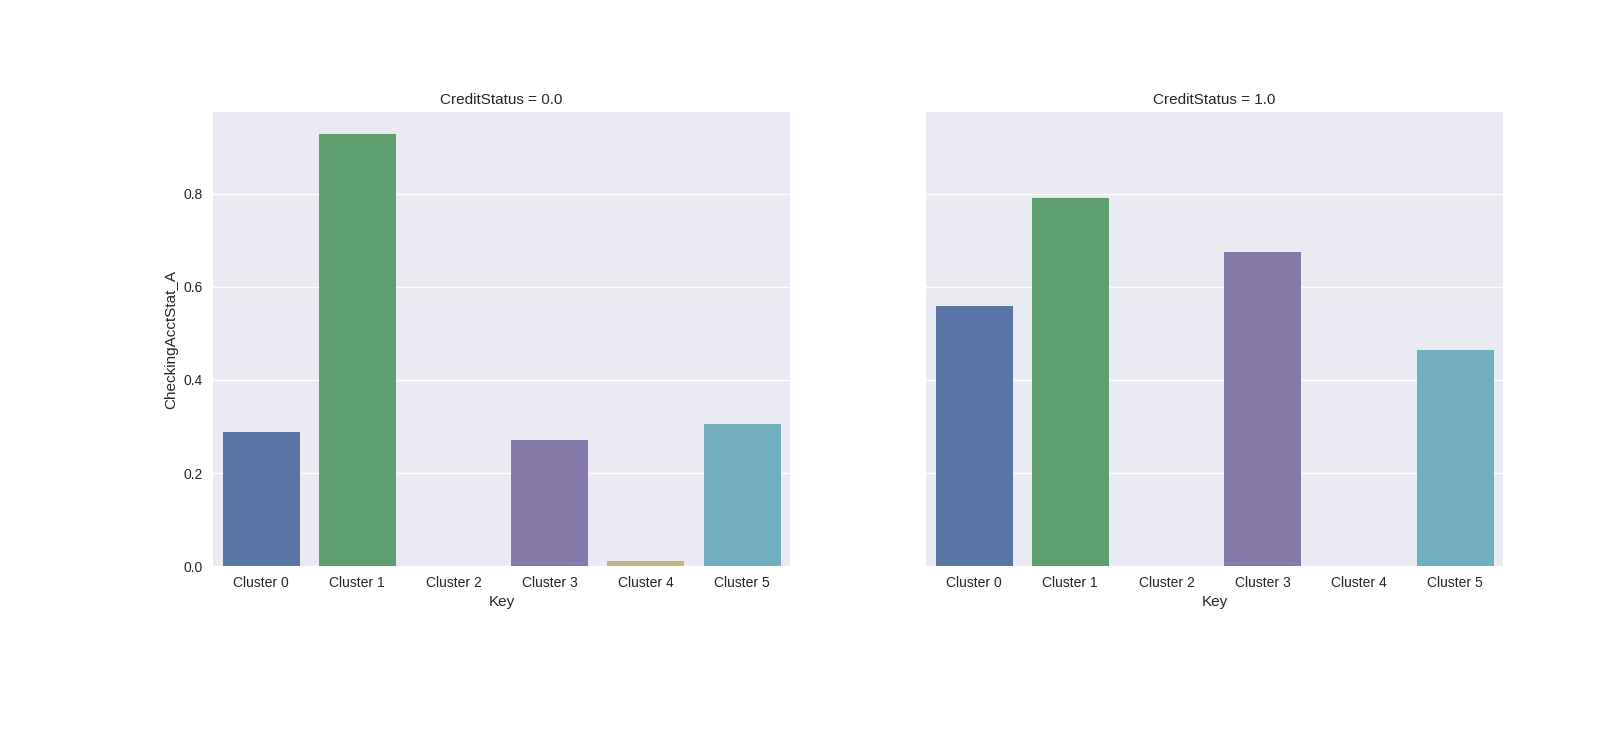 CreditStatus = 0.0
CheckingAcctStat_A
0.8
0.6
0.4
0.2
0.0
Cluster 0 Cluster 1 Cluster 2 Cluster 3 Cluster 4 Cluster 5
Key
CreditStatus = 1.0
Cluster 0 Cluster 1 Cluster 2 Cluster 3 Cluster 4 Cluster 5
Key